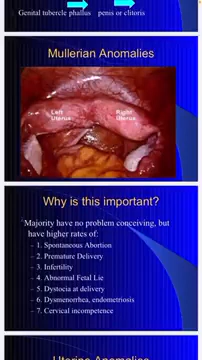 Genital tubercle phallus penis or clitoris
Mullerian Anomalies
Left Right
Uterus Uterus
Why is this important?
Majority have no problem conceiving, but
have higher rates of:
– 1. Spontaneous Abortion
– 2. Premature Delivery
– 3. Infertility
– 4. Abnormal Fetal Lie
– 5. Dystocia at delivery
– 6. Dysmenorrhea, endometriosis
– 7. Cervical incompetence
Uterine Anomalies